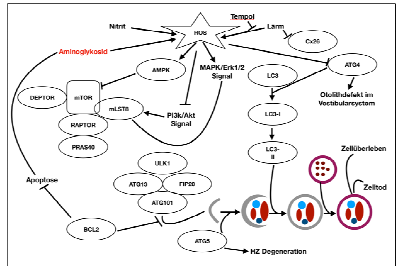 Nitrit
Tempol
Lärm
ROS
Cx26
Aminoglykosid
AMPK
MAPK/Erk1/2
Signal
LC3
ATG4
DEPTOR
mTOR
mLST8
Otolithdefekt im
Vestibularsystem
RAPTOR
PI3k/Akt
Signal
LC3-I
PRAS40
LC3-
II
ULK1
Zellüberleben
Apoptose
ATG13
FIP20
Zelltod
ATG101
BCL2
ATG5
HZ Degeneration